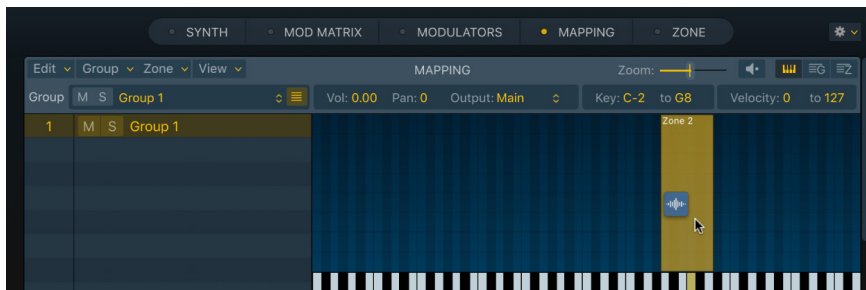 SYNTH MOD MATRIX MODULATORS MAPPING ZONE
Edit Group Zone View MAPPING Zoom: G Z
Group M S Group 1 Vol: 0.00 Pan: 0 Output: Main Key: C-2 to G8 Velocity: 0 to 127
1 M S Group 1 Zone 2